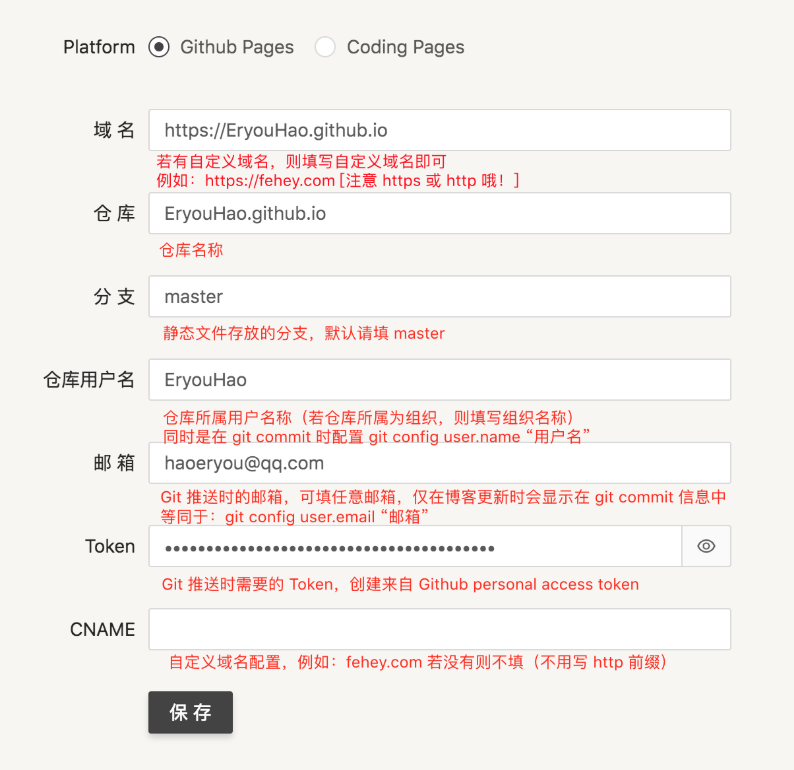 Platform Github Pages Coding Pages
域 名 https://EryouHao.github.io
若有自定义域名，则填写自定义域名即可
例如：https://fehey.com [注意 https 或 http 哦！]
仓 库 EryouHao.github.io
仓库名称
分 支 master
静态文件存放的分支，默认请填 master
仓库用户名 EryouHao
仓库所属用户名称（若仓库所属为组织，则填写组织名称）
同时是在 git commit 时配置 git config user.name “用户名”
邮 箱 haoeryou@qq.com
Git 推送时的邮箱，可填任意邮箱，仅在博客更新时会显示在 git commit 信息中
等同于：git config user.email “邮箱”
Token ••••••••••••••••••••••••••••••••••••••••
Git 推送时需要的 Token，创建来自 Github personal access token
CNAME
自定义域名配置，例如：fehey.com 若没有则不填（不用写 http 前缀）
保 存